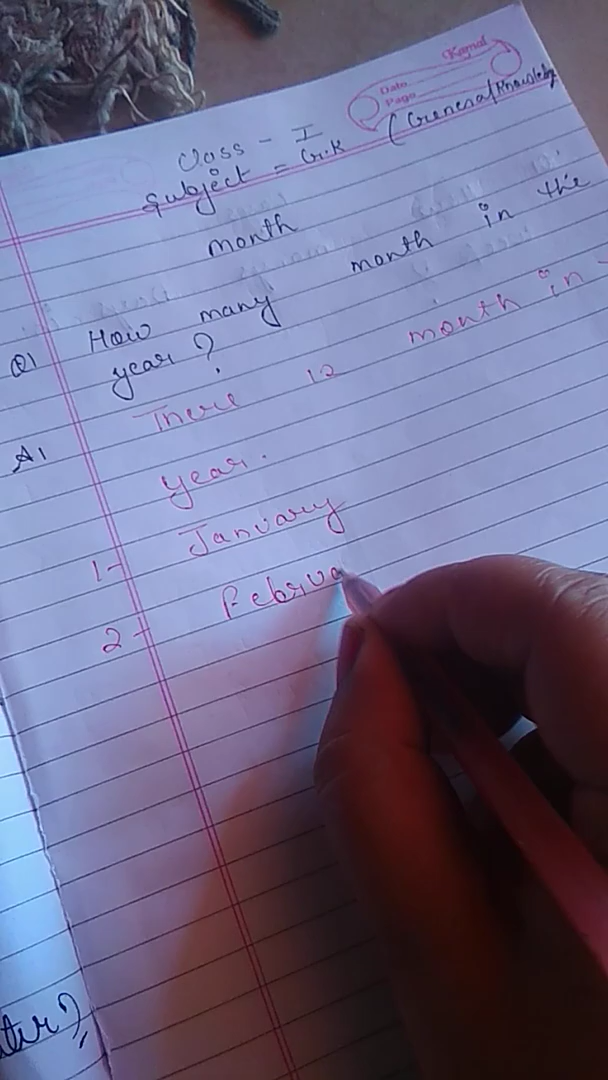 Kamal
Date
Page
Class - I
Subject = G.K (General Knowledg
month
Q1 How many month in the
year?
A1 There 12 month in
year.
1- January
2- Februa